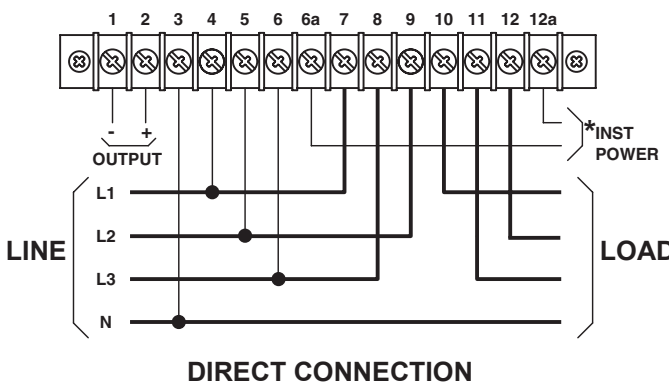 1 2 3 4 5 6 6a 7 8 9 10 11 12 12a
- +
OUTPUT
*INST
POWER
LINE
L1
L2
L3
N
LOAD
DIRECT CONNECTION